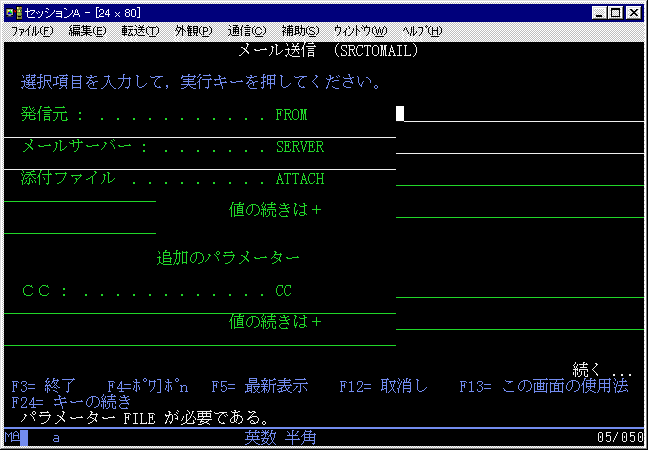 セッションA - [24 x 80]
ファイル(F) 編集(E) 転送(T) 外観(P) 通信(C) 補助(S) ウィンドウ(W) ヘルプ(H)
メール送信 (SRCTOMAIL)
選択項目を入力して,実行キーを押してください。
発信元 : . . . . . . . . . . . FROM
メールサーバー : . . . . . . . SERVER
添付ファイル . . . . . . . . . ATTACH
値の続きは+
追加のパラメーター
CC : . . . . . . . . . . . . CC
値の続きは+
続く ...
F3= 終了 F4=ポワ]ポn F5= 最新表示 F12= 取消し F13= この画面の使用法
F24= キーの続き
パラメーター FILE が必要である。
MA a 英数 半角 05/050